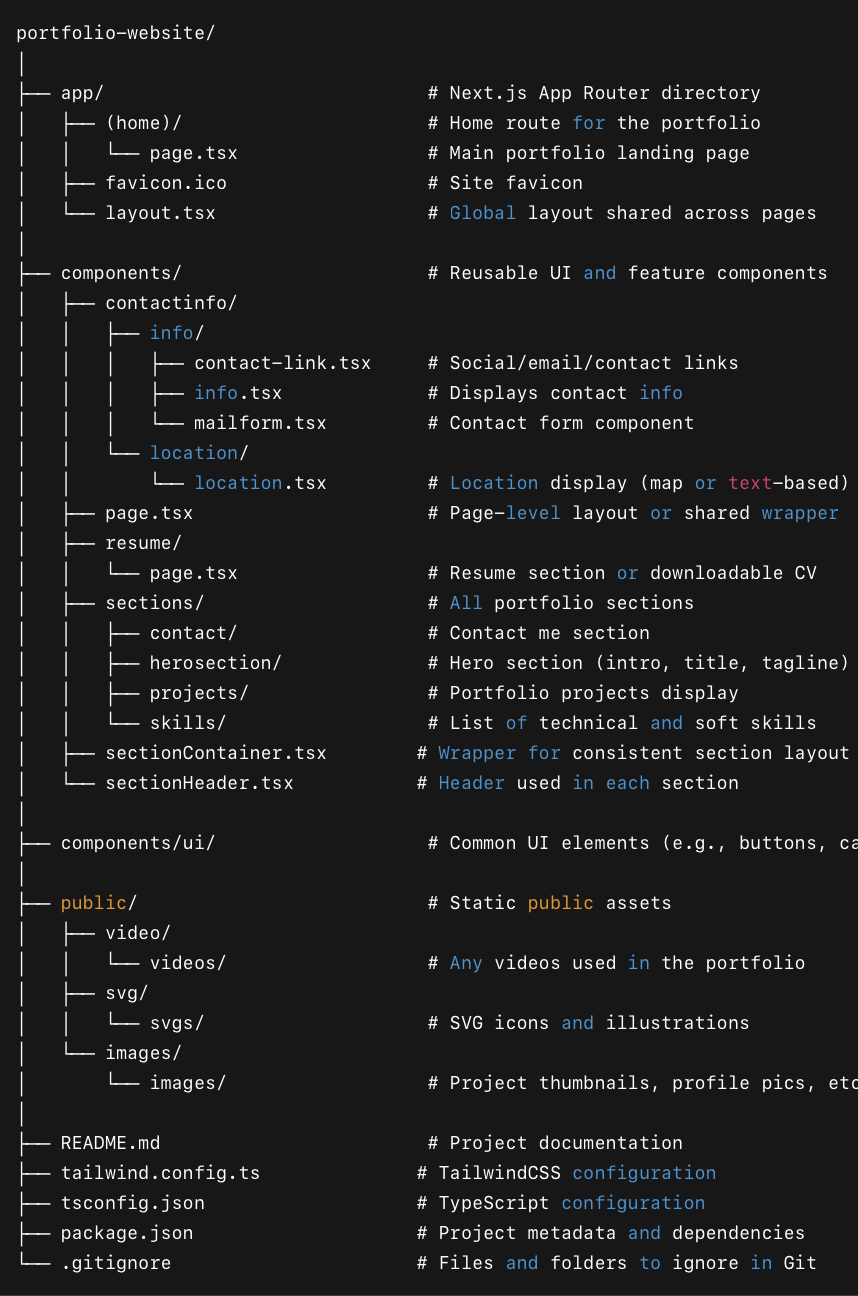 portfolio-website/
│
├── app/                             # Next.js App Router directory
│   ├── (home)/                      # Home route for the portfolio
│   │   └── page.tsx                 # Main portfolio landing page
│   ├── favicon.ico                  # Site favicon
│   └── layout.tsx                   # Global layout shared across pages
│
├── components/                      # Reusable UI and feature components
│   ├── contactinfo/
│   │   ├── info/
│   │   │   ├── contact-link.tsx     # Social/email/contact links
│   │   │   ├── info.tsx             # Displays contact info
│   │   │   └── mailform.tsx         # Contact form component
│   │   └── location/
│   │       └── location.tsx         # Location display (map or text-based)
│   ├── page.tsx                     # Page-level layout or shared wrapper
│   ├── resume/
│   │   └── page.tsx                 # Resume section or downloadable CV
│   ├── sections/                    # All portfolio sections
│   │   ├── contact/                 # Contact me section
│   │   ├── herosection/             # Hero section (intro, title, tagline)
│   │   ├── projects/                # Portfolio projects display
│   │   └── skills/                  # List of technical and soft skills
│   ├── sectionContainer.tsx        # Wrapper for consistent section layout
│   └── sectionHeader.tsx           # Header used in each section
│
├── components/ui/                   # Common UI elements (e.g., buttons, ca
│
├── public/                          # Static public assets
│   ├── video/
│   │   └── videos/                  # Any videos used in the portfolio
│   ├── svg/
│   │   └── svgs/                    # SVG icons and illustrations
│   └── images/
│       └── images/                  # Project thumbnails, profile pics, etc
│
├── README.md                        # Project documentation
├── tailwind.config.ts              # TailwindCSS configuration
├── tsconfig.json                   # TypeScript configuration
├── package.json                    # Project metadata and dependencies
└── .gitignore                      # Files and folders to ignore in Git